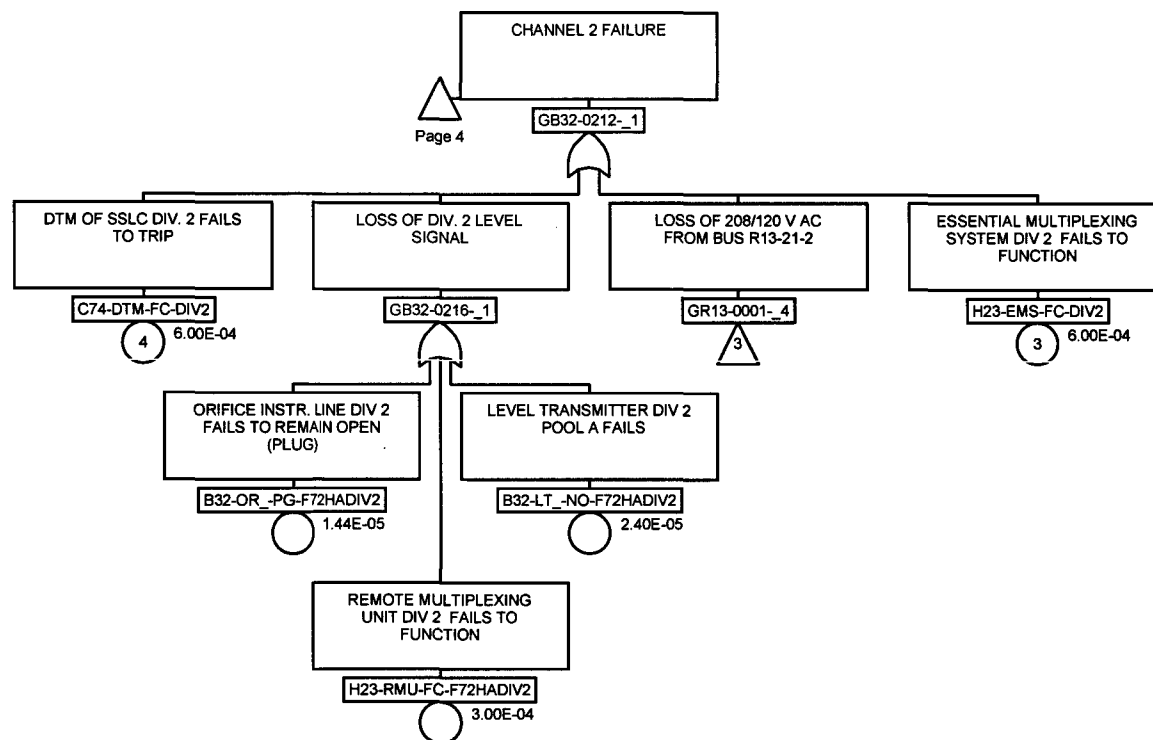 CHANNEL 2 FAILURE
Page 4
GB32-0212-_1
DTM OF SSLC DIV. 2 FAILS
TO TRIP
C74-DTM-FC-DIV2
4
6.00E-04
LOSS OF DIV. 2 LEVEL
SIGNAL
GB32-0216-_1
LOSS OF 208/120 V AC
FROM BUS R13-21-2
GR13-0001-_4
3
ESSENTIAL MULTIPLEXING
SYSTEM DIV 2 FAILS TO
FUNCTION
H23-EMS-FC-DIV2
3
6.00E-04
ORIFICE INSTR. LINE DIV 2
FAILS TO REMAIN OPEN
(PLUG)
B32-OR_-PG-F72HADIV2
1.44E-05
LEVEL TRANSMITTER DIV 2
POOL A FAILS
B32-LT_-NO-F72HADIV2
2.40E-05
REMOTE MULTIPLEXING
UNIT DIV 2 FAILS TO
FUNCTION
H23-RMU-FC-F72HADIV2
3.00E-04